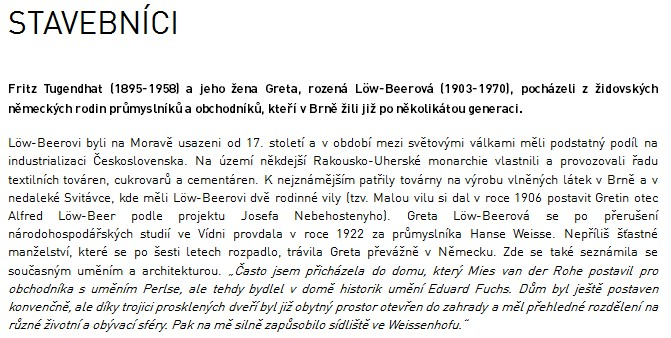 STAVEBNÍCI
Fritz Tugendhat (1895-1958) a jeho žena Greta, rozená Löw-Beerová (1903-1970), pocházeli z židovských
německých rodin průmyslníků a obchodníků, kteří v Brně žili již po několikátou generaci.
Löw-Beerovi byli na Moravě usazeni od 17. století a v období mezi světovými válkami měli podstatný podíl na
industrializaci Československa. Na území někdejší Rakousko-Uherské monarchie vlastnili a provozovali řadu
textilních továren, cukrovarů a cementáren. K nejznámějším patřily továrny na výrobu vlněných látek v Brně a v
nedaleké Svitávce, kde měli Löw-Beerovi dvě rodinné vily (tzv. Malou vilu si dal v roce 1906 postavit Gretin otec
Alfred Löw-Beer podle projektu Josefa Nebehostenyho). Greta Löw-Beerová se po přerušení
národohospodářských studií ve Vídni provdala v roce 1922 za průmyslníka Hanse Weisse. Nepříliš šťastné
manželství, které se po šesti letech rozpadlo, trávila Greta převážně v Německu. Zde se také seznámila se
současným uměním a architekturou. „Často jsem přicházela do domu, který Mies van der Rohe postavil pro
obchodníka s uměním Perlse, ale tehdy bydlel v domě historik umění Eduard Fuchs. Dům byl ještě postaven
konvenčně, ale díky trojici prosklených dveří byl již obytný prostor otevřen do zahrady a měl přehledné rozdělení na
různé životní a obývací sféry. Pak na mě silně zapůsobilo sídliště ve Weissenhofu.“